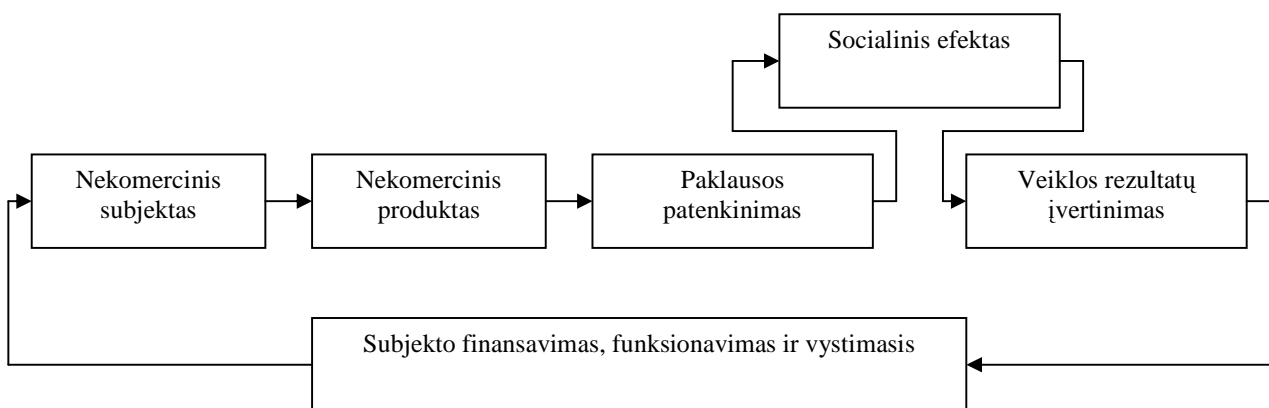 Socialinis efektas
Nekomercinis
subjektas
Nekomercinis
produktas
Paklausos
patenkinimas
Veiklos rezultatų
įvertinimas
Subjekto finansavimas, funksionavimas ir vystimasis